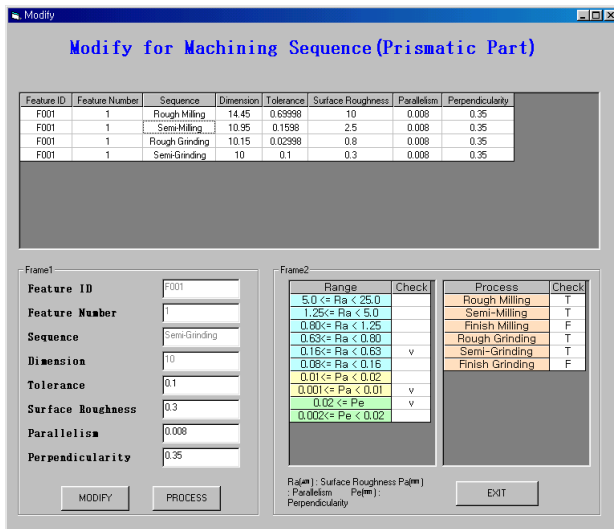 Modify
Modify for Machining Sequence(Prismatic Part)
Feature ID Feature Number Sequence Dimension Tolerance Surface Roughness Parallelism Perpendicularity
F001 1 Rough Milling 14.45 0.69998 10 0.008 0.35
F001 1 Semi-Milling 10.95 0.1598 2.5 0.008 0.35
F001 1 Rough Grinding 10.15 0.02998 0.8 0.008 0.35
F001 1 Semi-Grinding 10 0.1 0.3 0.008 0.35
Frame1
Feature ID F001
Feature Number 1
Sequence Semi-Grinding
Dimension 10
Tolerance 0.1
Surface Roughness 0.3
Parallelism 0.008
Perpendicularity 0.35
MODIFY PROCESS
Frame2
Range Check
5.0 <= Ra < 25.0
1.25<= Ra < 5.0
0.80<= Ra < 1.25
0.63<= Ra < 0.80
0.16<= Ra < 0.63 v
0.08<= Ra < 0.16
0.01<= Pa < 0.02
0.001<= Pa < 0.01 v
0.02 <= Pe v
0.002<= Pe < 0.02
Process Check
Rough Milling T
Semi-Milling T
Finish Milling F
Rough Grinding T
Semi-Grinding T
Finish Grinding F
Ra(㎛) : Surface Roughness Pa(㎜)
: Parallelism Pe(㎜) :
Perpendicularity
EXIT